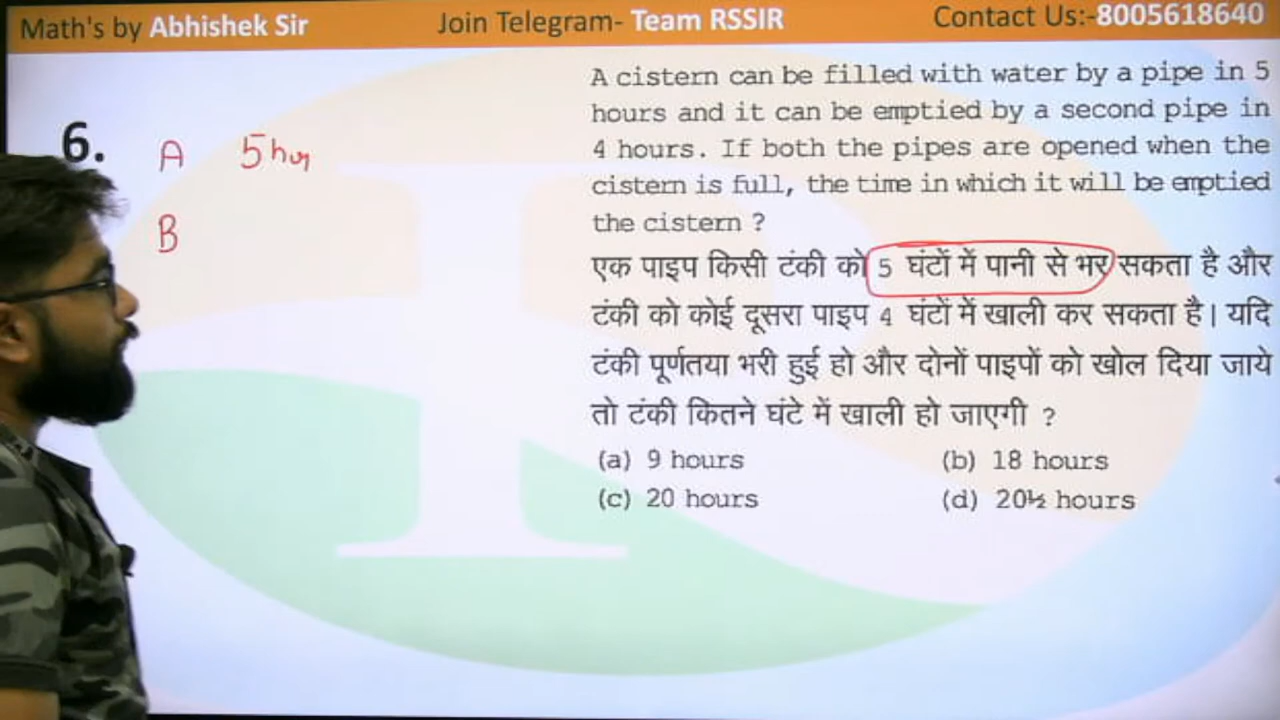 Math's by Abhishek Sir Join Telegram- Team RSSIR Contact Us:-8005618640
6.
A 5 hur
B
A cistern can be filled with water by a pipe in 5
hours and it can be emptied by a second pipe in
4 hours. If both the pipes are opened when the
cistern is full, the time in which it will be emptied
the cistern ?
एक पाइप किसी टंकी को 5 घंटों में पानी से भर सकता है और
टंकी को कोई दूसरा पाइप 4 घंटों में खाली कर सकता है। यदि
टंकी पूर्णतया भरी हुई हो और दोनों पाइपों को खोल दिया जाये
तो टंकी कितने घंटे में खाली हो जाएगी ?
(a) 9 hours (b) 18 hours
(c) 20 hours (d) 20½ hours